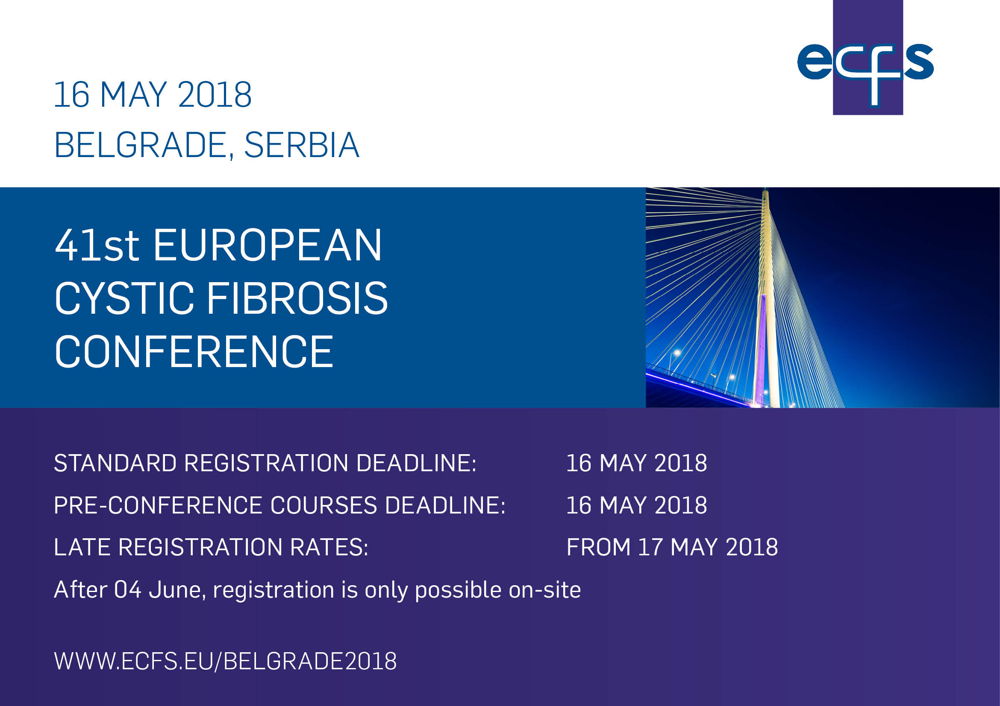 ecfs
16 MAY 2018
BELGRADE, SERBIA
41st EUROPEAN
CYSTIC FIBROSIS
CONFERENCE
STANDARD REGISTRATION DEADLINE: 16 MAY 2018
PRE-CONFERENCE COURSES DEADLINE: 16 MAY 2018
LATE REGISTRATION RATES: FROM 17 MAY 2018
After 04 June, registration is only possible on-site
WWW.ECFS.EU/BELGRADE2018